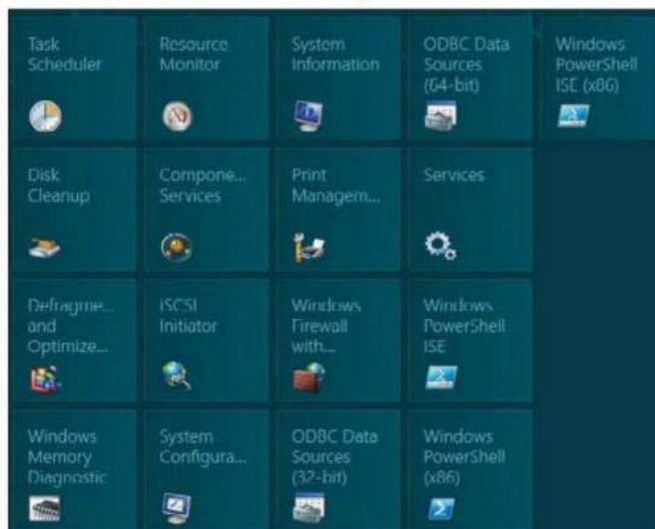 Task
Scheduler
Resource
Monitor
System
Information
ODBC Data
Sources
(64-bit)
Windows
PowerShell
ISE (x86)
Disk
Cleanup
Compone...
Services
Print
Managem...
Services
Defragme...
and
Optimize...
iSCSI
Initiator
Windows
Firewall
with...
Windows
PowerShell
ISE
Windows
Memory
Diagnostic
System
Configura...
ODBC Data
Sources
(32-bit)
Windows
PowerShell
(x86)